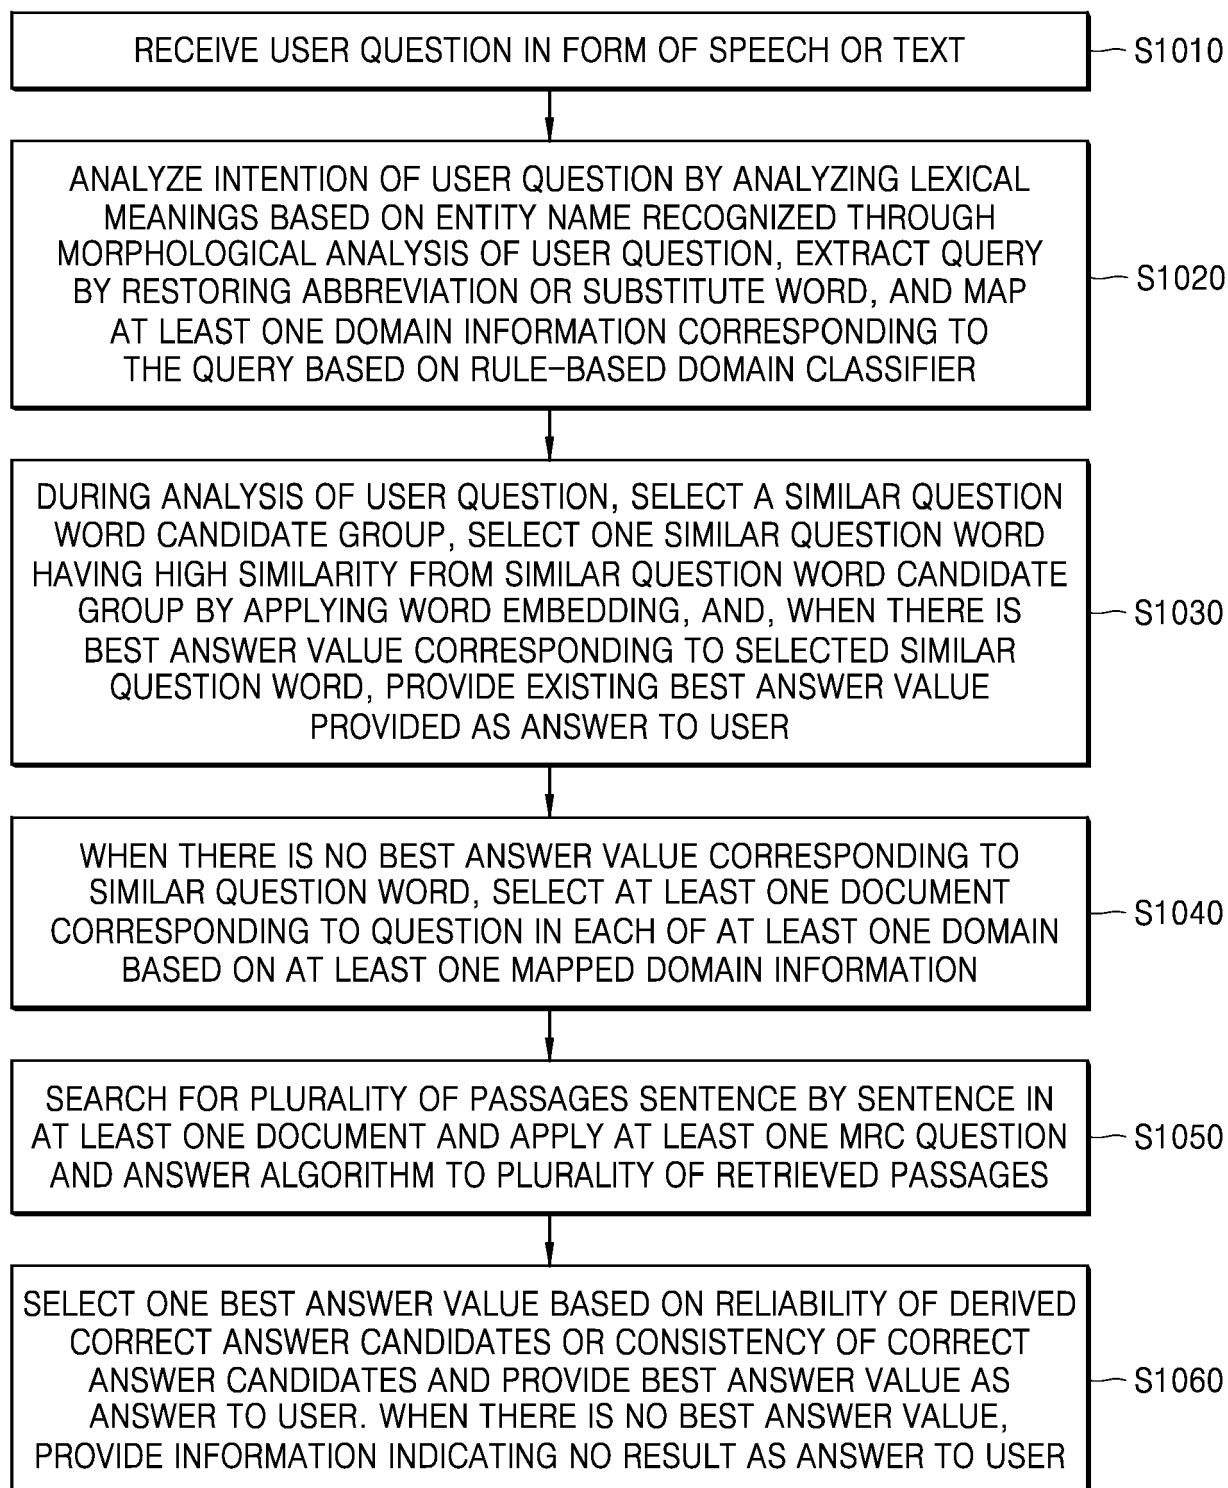 RECEIVE USER QUESTION IN FORM OF SPEECH OR TEXT
S1010
ANALYZE INTENTION OF USER QUESTION BY ANALYZING LEXICAL
MEANINGS BASED ON ENTITY NAME RECOGNIZED THROUGH
MORPHOLOGICAL ANALYSIS OF USER QUESTION, EXTRACT QUERY
BY RESTORING ABBREVIATION OR SUBSTITUTE WORD, AND MAP
AT LEAST ONE DOMAIN INFORMATION CORRESPONDING TO
THE QUERY BASED ON RULE-BASED DOMAIN CLASSIFIER
S1020
DURING ANALYSIS OF USER QUESTION, SELECT A SIMILAR QUESTION
WORD CANDIDATE GROUP, SELECT ONE SIMILAR QUESTION WORD
HAVING HIGH SIMILARITY FROM SIMILAR QUESTION WORD CANDIDATE
GROUP BY APPLYING WORD EMBEDDING, AND, WHEN THERE IS
BEST ANSWER VALUE CORRESPONDING TO SELECTED SIMILAR
QUESTION WORD, PROVIDE EXISTING BEST ANSWER VALUE
PROVIDED AS ANSWER TO USER
S1030
WHEN THERE IS NO BEST ANSWER VALUE CORRESPONDING TO
SIMILAR QUESTION WORD, SELECT AT LEAST ONE DOCUMENT
CORRESPONDING TO QUESTION IN EACH OF AT LEAST ONE DOMAIN
BASED ON AT LEAST ONE MAPPED DOMAIN INFORMATION
S1040
SEARCH FOR PLURALITY OF PASSAGES SENTENCE BY SENTENCE IN
AT LEAST ONE DOCUMENT AND APPLY AT LEAST ONE MRC QUESTION
AND ANSWER ALGORITHM TO PLURALITY OF RETRIEVED PASSAGES
S1050
SELECT ONE BEST ANSWER VALUE BASED ON RELIABILITY OF DERIVED
CORRECT ANSWER CANDIDATES OR CONSISTENCY OF CORRECT
ANSWER CANDIDATES AND PROVIDE BEST ANSWER VALUE AS
ANSWER TO USER. WHEN THERE IS NO BEST ANSWER VALUE,
PROVIDE INFORMATION INDICATING NO RESULT AS ANSWER TO USER
S1060